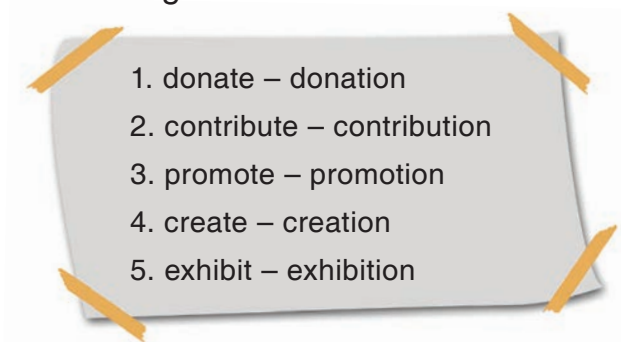 1. donate – donation
2. contribute – contribution
3. promote – promotion
4. create – creation
5. exhibit – exhibition